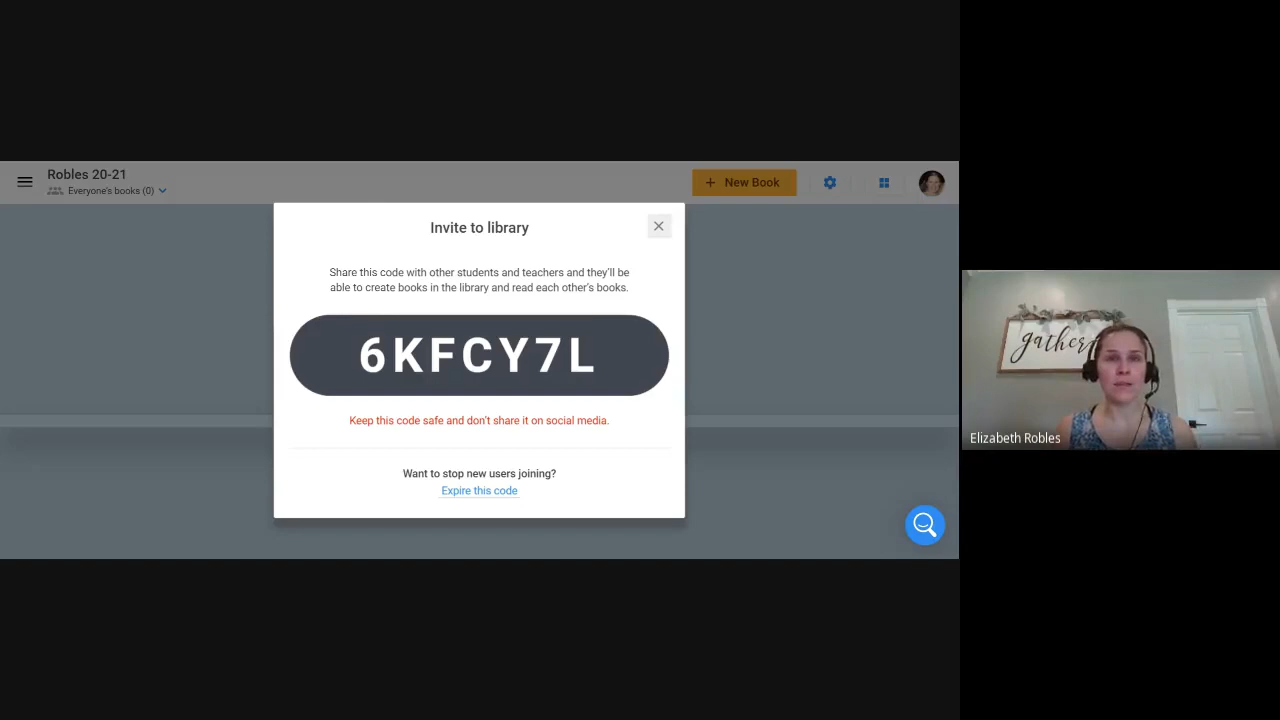 Robles 20-21
Everyone's books (0)
+ New Book
Invite to library
Share this code with other students and teachers and they'll be
able to create books in the library and read each other's books.
6KFCY7L
Keep this code safe and don't share it on social media.
Want to stop new users joining?
Expire this code
gather
Elizabeth Robles